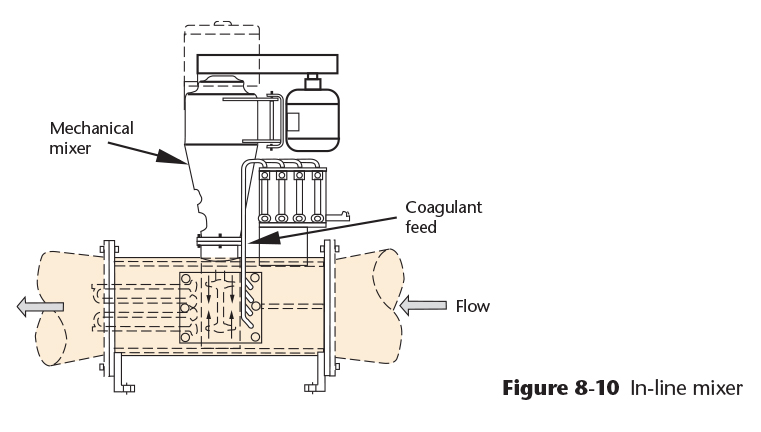 Mechanical
mixer
Coagulant
feed
Flow
Figure 8-10 In-line mixer